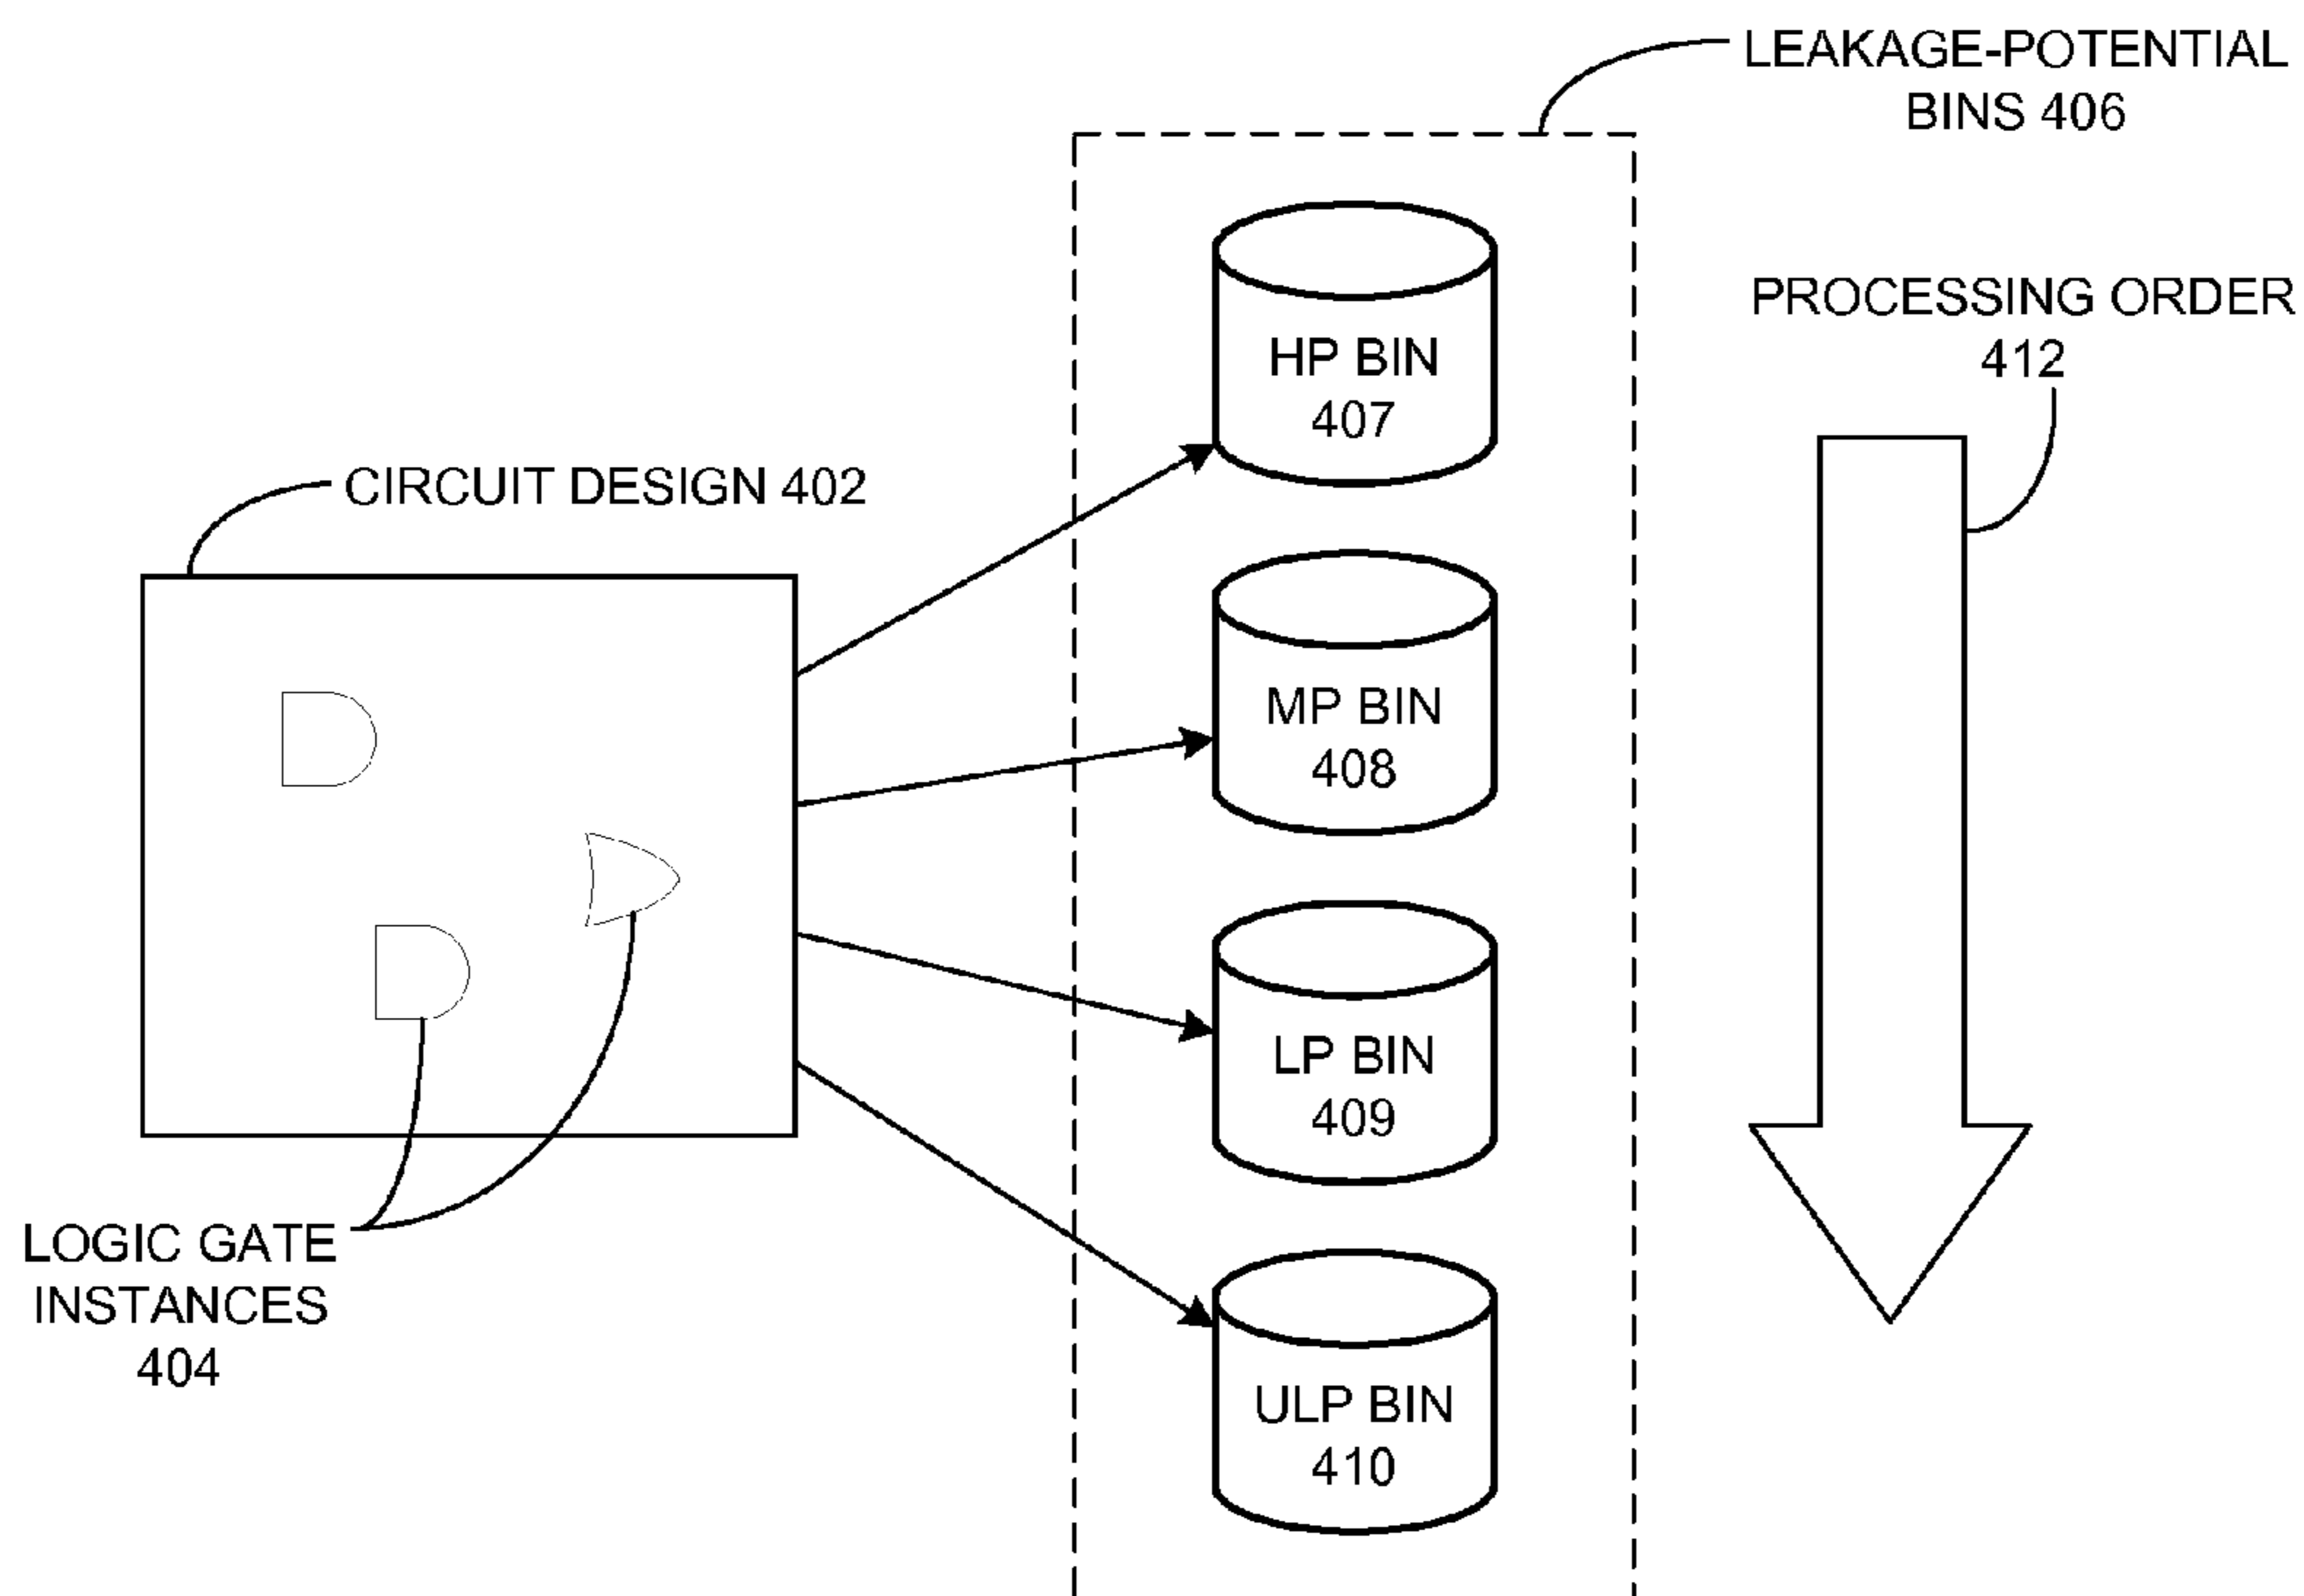 LEAKAGE-POTENTIAL
BINS 406
PROCESSING ORDER
412
HP BIN
407
CIRCUIT DESIGN 402
MP BIN
408
LP BIN
409
LOGIC GATE
INSTANCES
404
ULP BIN
410